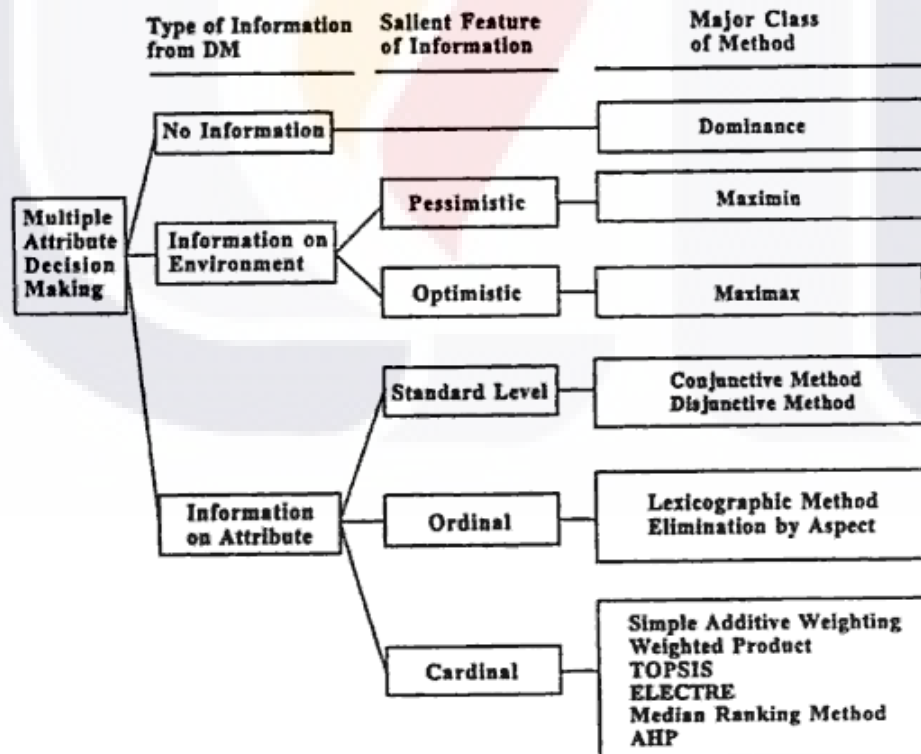 Type of Information
from DM
Salient Feature
of Information
Major Class
of Method
No Information
Dominance
Multiple
Attribute
Decision
Making
Information on
Environment
Pessimistic
Maximin
Optimistic
Maximax
Information
on Attribute
Standard Level
Conjunctive Method
Disjunctive Method
Ordinal
Lexicographic Method
Elimination by Aspect
Cardinal
Simple Additive Weighting
Weighted Product
TOPSIS
ELECTRE
Median Ranking Method
AHP